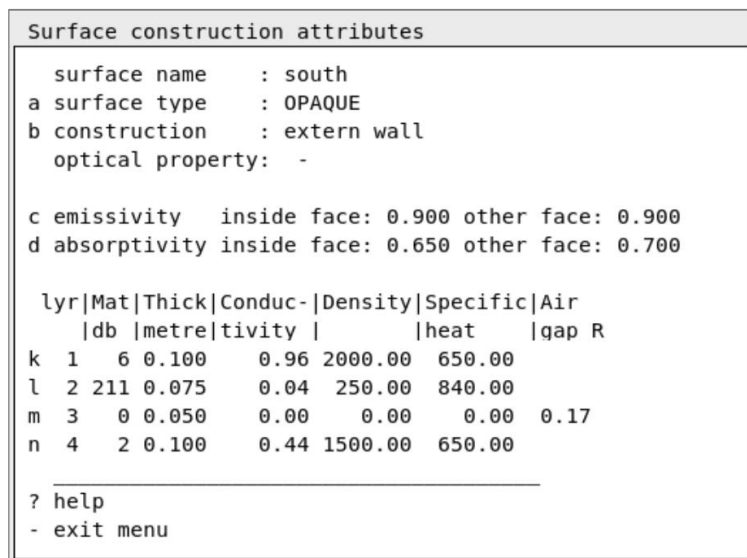 Surface construction attributes
surface name    : south
a surface type    : OPAQUE
b construction    : extern wall
optical property:  -
c emissivity   inside face: 0.900 other face: 0.900
d absorptivity inside face: 0.650 other face: 0.700
lyr|Mat|Thick|Conduc-|Density|Specific|Air
|db |metre|tivity |       |heat    |gap R
k  1   6 0.100    0.96 2000.00  650.00
l  2 211 0.075    0.04  250.00  840.00
m  3   0 0.050    0.00    0.00    0.00  0.17
n  4   2 0.100    0.44 1500.00  650.00
? help
- exit menu